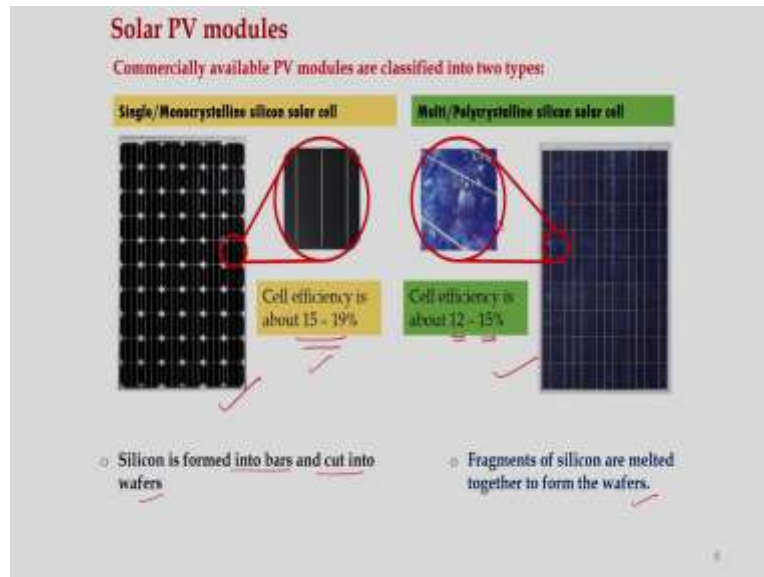 Solar PV modules
Commercially available PV modules are classified into two types:
Single/Monocrystalline silicon solar cell
Multi/Polycrystalline silicon solar cell
Cell efficiency is
about 15 - 19%
Cell efficiency is
about 12 - 15%
Silicon is formed into bars and cut into
wafers
Fragments of silicon are melted
together to form the wafers.